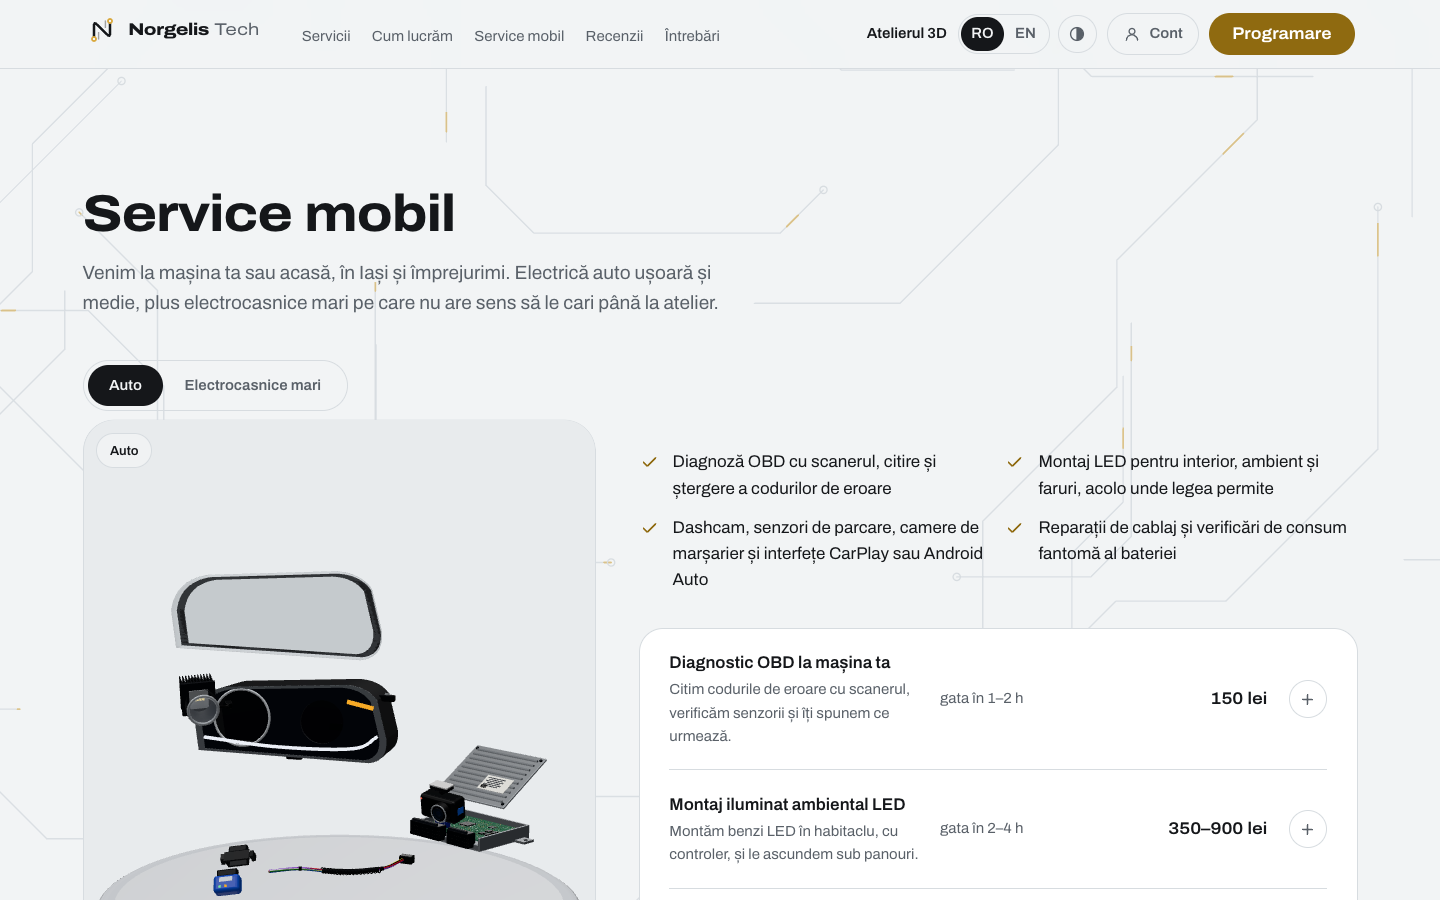 Norgelis Tech
Servicii
Cum lucrăm
Service mobil
Recenzii
Întrebări
Atelierul 3D
RO
EN
Cont
Programare
Service mobil
Venim la mașina ta sau acasă, în Iași și împrejurimi. Electrică auto ușoară și
medie, plus electrocasnice mari pe care nu are sens să le cari până la atelier.
Auto
Electrocasnice mari
Auto
Diagnoză OBD cu scanerul, citire și
ștergere a codurilor de eroare
Montaj LED pentru interior, ambient și
faruri, acolo unde legea permite
Dashcam, senzori de parcare, camere de
marșarier și interfețe CarPlay sau Android
Auto
Reparații de cablaj și verificări de consum
fantomă al bateriei
Diagnostic OBD la mașina ta
Citim codurile de eroare cu scanerul,
verificăm senzorii și îți spunem ce
urmează.
gata în 1–2 h
150 lei
Montaj iluminat ambiental LED
Montăm benzi LED în habitaclu, cu
controler, și le ascundem sub panouri.
gata în 2–4 h
350–900 lei